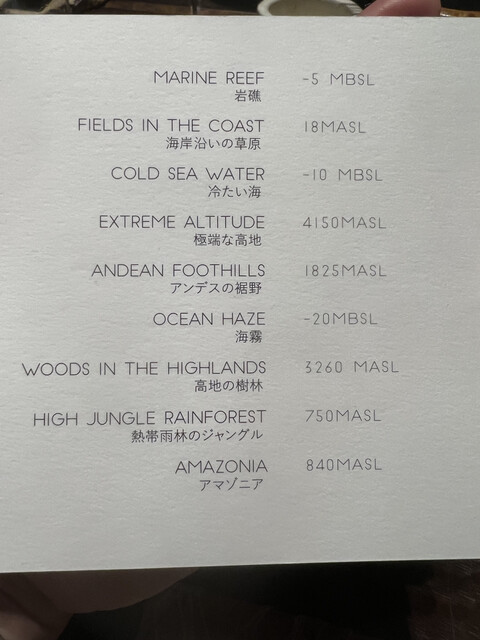 MARINE REEF -5 MBSL
岩礁
FIELDS IN THE COAST 18MASL
海岸沿いの草原
COLD SEA WATER -10 MBSL
冷たい海
EXTREME ALTITUDE 4150MASL
極端な高地
ANDEAN FOOTHILLS 1825MASL
アンデスの裾野
OCEAN HAZE -20MBSL
海霧
WOODS IN THE HIGHLANDS 3260 MASL
高地の樹林
HIGH JUNGLE RAINFOREST 750MASL
熱帯雨林のジャングル
AMAZONIA 840MASL
アマゾニア